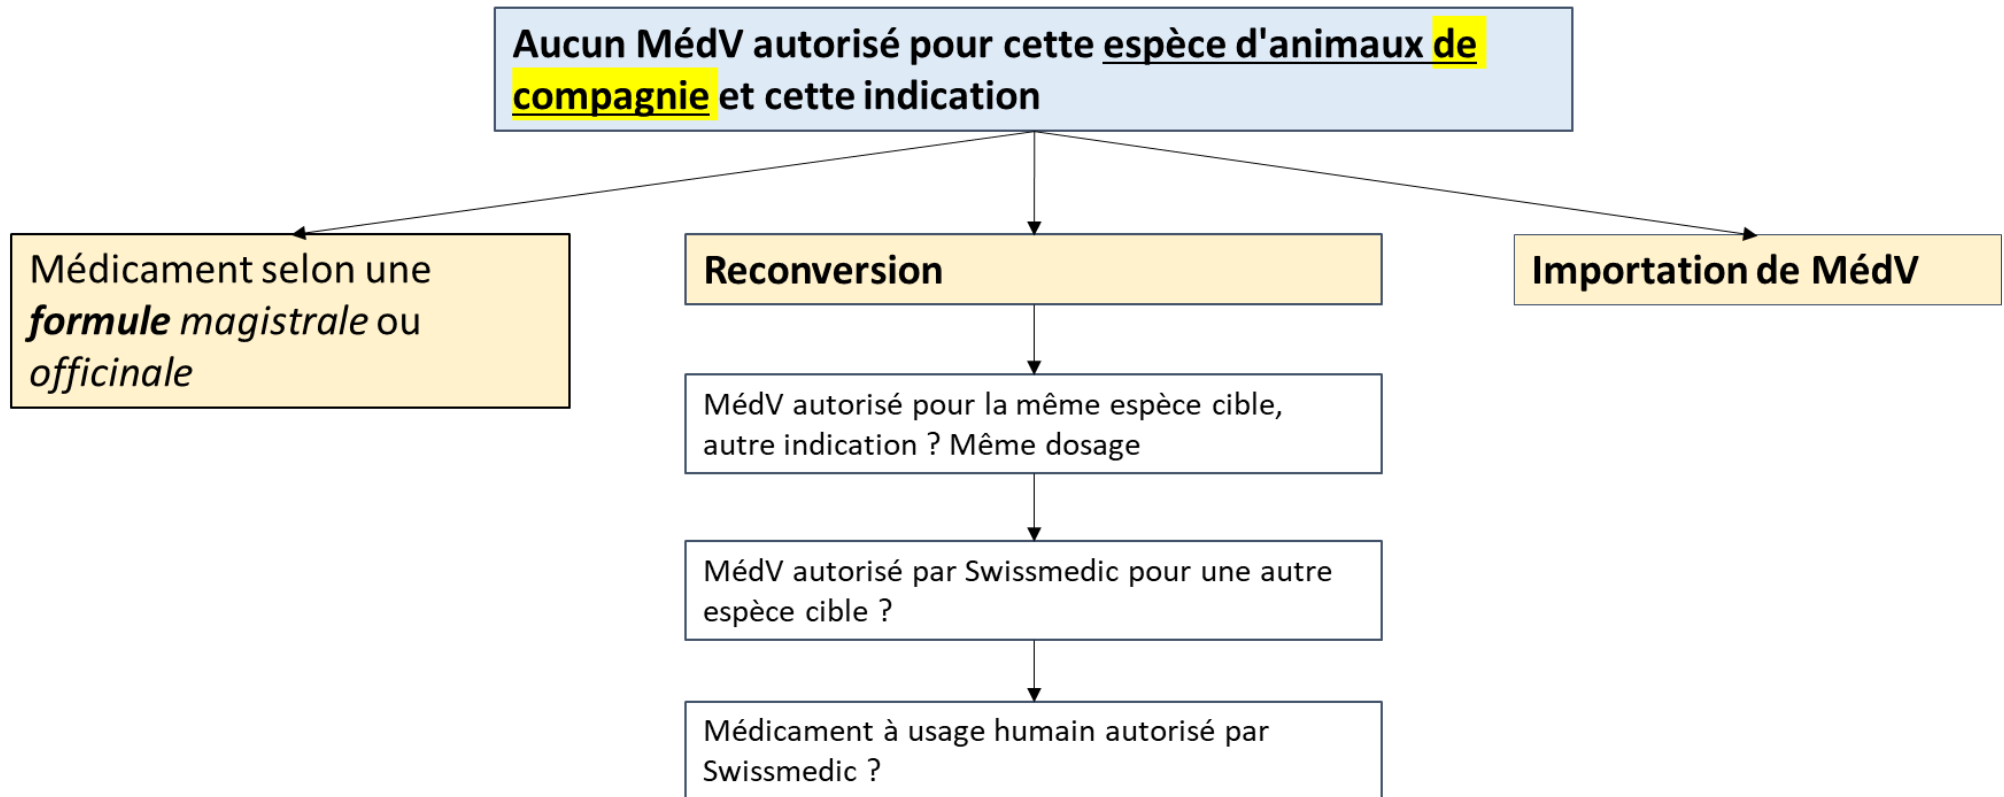 Aucun MédV autorisé pour cette espèce d'animaux de
compagnie et cette indication
Médicament selon une
formule magistrale ou
officinale
Reconversion
Importation de MédV
MédV autorisé pour la même espèce cible,
autre indication ? Même dosage
MédV autorisé par Swissmedic pour une autre
espèce cible ?
Médicament à usage humain autorisé par
Swissmedic ?